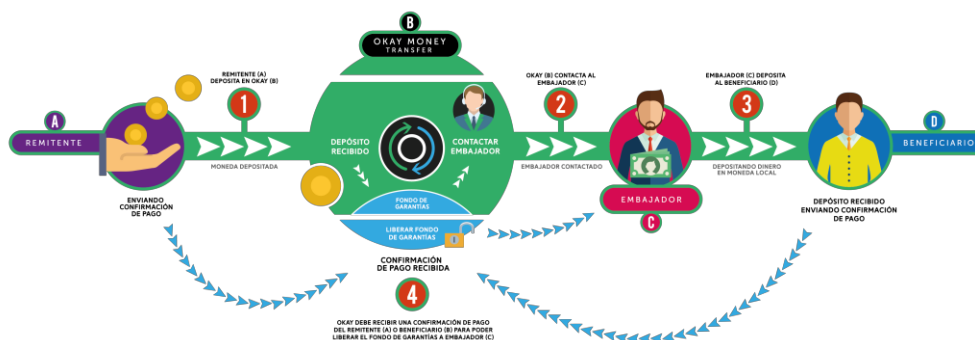 A
REMITENTE
ENVIANDO
CONFIRMACIÓN
DE PAGO
REMITENTE (A)
DEPOSITA EN OKAY (B)
1
MONEDA DEPOSITADA
B
OKAY MONEY
TRANSFER
DEPÓSITO
RECIBIDO
CONTACTAR
EMBAJADOR
FONDO DE
GARANTÍAS
LIBERAR FONDO
DE GARANTÍAS
CONFIRMACIÓN
DE PAGO RECIBIDA
4
OKAY DEBE RECIBIR UNA CONFIRMACIÓN DE PAGO
DEL REMITENTE (A) O BENEFICIARIO (B) PARA PODER
LIBERAR EL FONDO DE GARANTÍAS A EMBAJADOR (C)
OKAY (B) CONTACTA AL
EMBAJADOR (C)
2
EMBAJADOR CONTACTADO
EMBAJADOR
C
EMBAJADOR (C) DEPOSITA
AL BENEFICIARIO (D)
3
DEPOSITANDO DINERO
EN MONEDA LOCAL
D
BENEFICIARIO
DEPÓSITO RECIBIDO
ENVIANDO CONFIRMACIÓN
DE PAGO